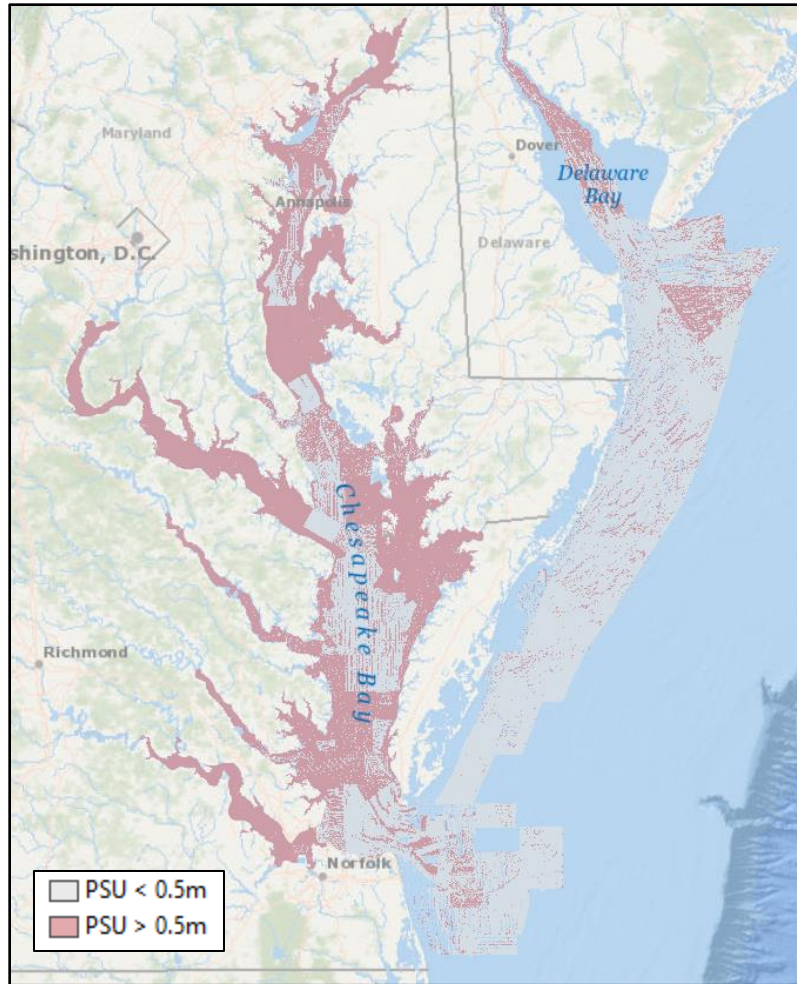 Maryland
Dover
Delaware
Bay
Annapolis
Delaware
shington, D.C.
Chesapeake Bay
Richmond
Norfolk
PSU < 0.5m
PSU > 0.5m